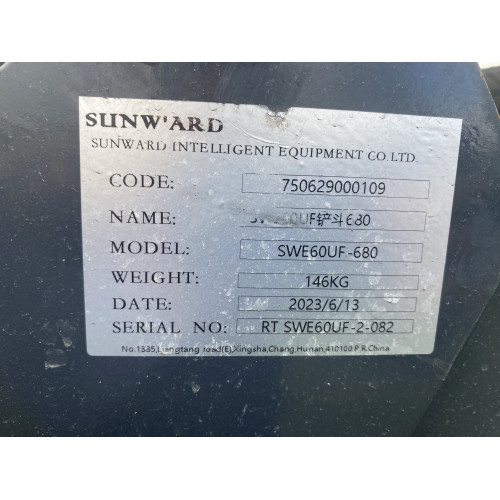 SUNWARD
SUNWARD INTELLIGENT EQUIPMENT CO.LTD.
CODE: 750629000109
NAME: 铲斗680
MODEL: SWE60UF-680
WEIGHT: 146KG
DATE: 2023/6/13
SERIAL NO: RT SWE60UF-2-082
No.1335,Liangtang road(E),Xingsha,Chang,Hunan,410100 P.R.China